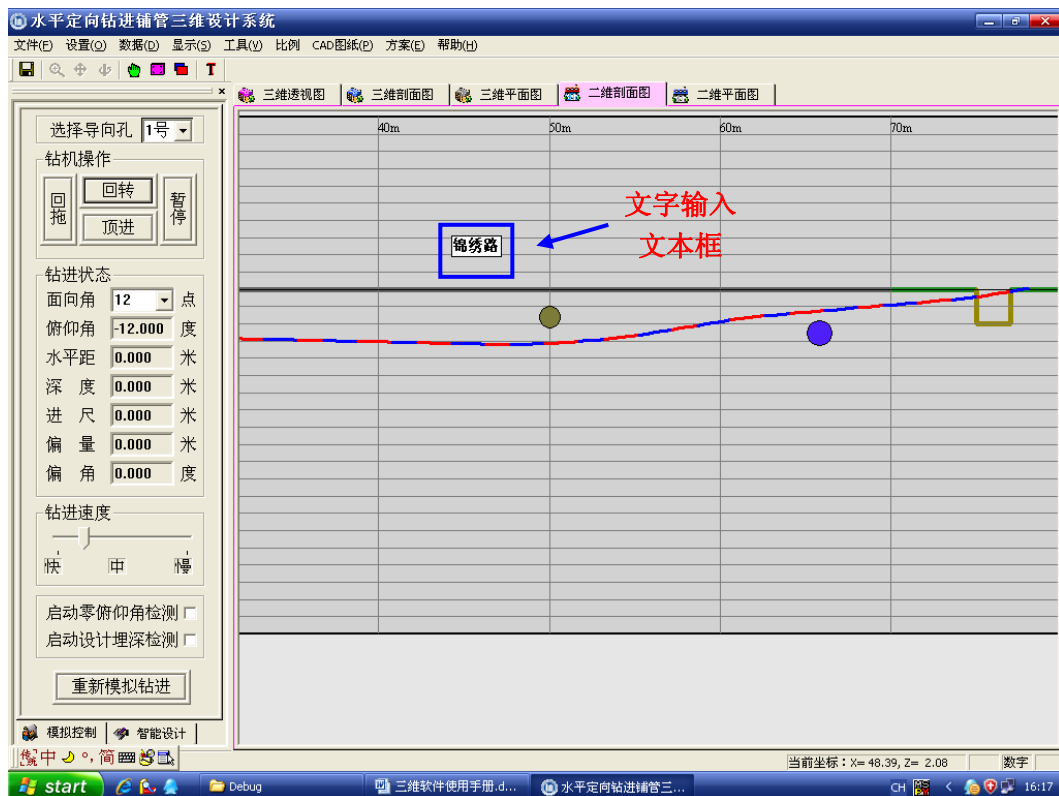 水平定向钻进铺管三维设计系统
文件(F) 设置(O) 数据(D) 显示(S) 工具(V) 比例 CAD图纸(P) 方案(E) 帮助(H)
T
三维透视图 三维剖面图 三维平面图 二维剖面图 二维平面图
选择导向孔 1号
钻机操作
回拖 回转 顶进 暂停
钻进状态
面向角 12 点
俯仰角 -12.000 度
水平距 0.000 米
深 度 0.000 米
进 尺 0.000 米
偏 量 0.000 米
偏 角 0.000 度
钻进速度
快 中 慢
启动零俯仰角检测
启动设计埋深检测
重新模拟钻进
模拟控制 智能设计
40m 50m 60m 70m
锦绣路
文字输入
文本框
中 简
当前坐标：X= 48.39, Z= 2.08 数字
start Debug 三维软件使用手册.d... 水平定向钻进铺管三... CH 16:17